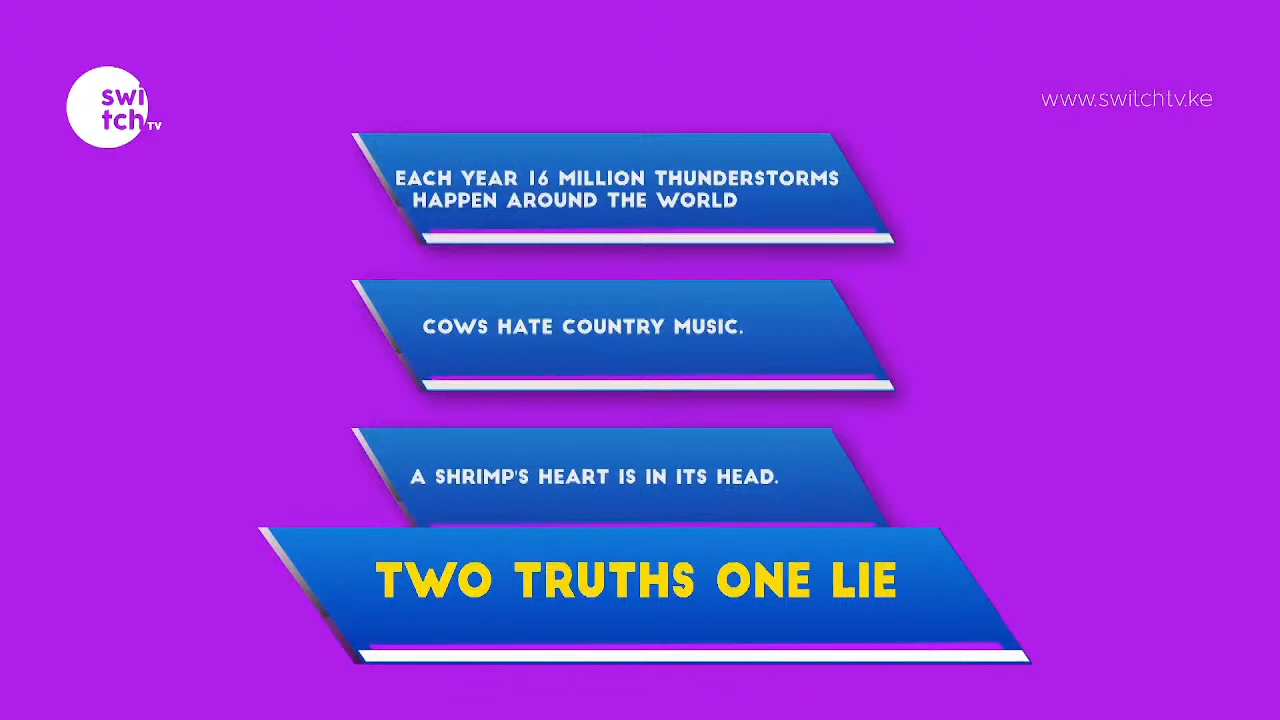 swi
tch TV
www.switchtv.ke
EACH YEAR 16 MILLION THUNDERSTORMS
HAPPEN AROUND THE WORLD
COWS HATE COUNTRY MUSIC.
A SHRIMP'S HEART IS IN ITS HEAD.
TWO TRUTHS ONE LIE